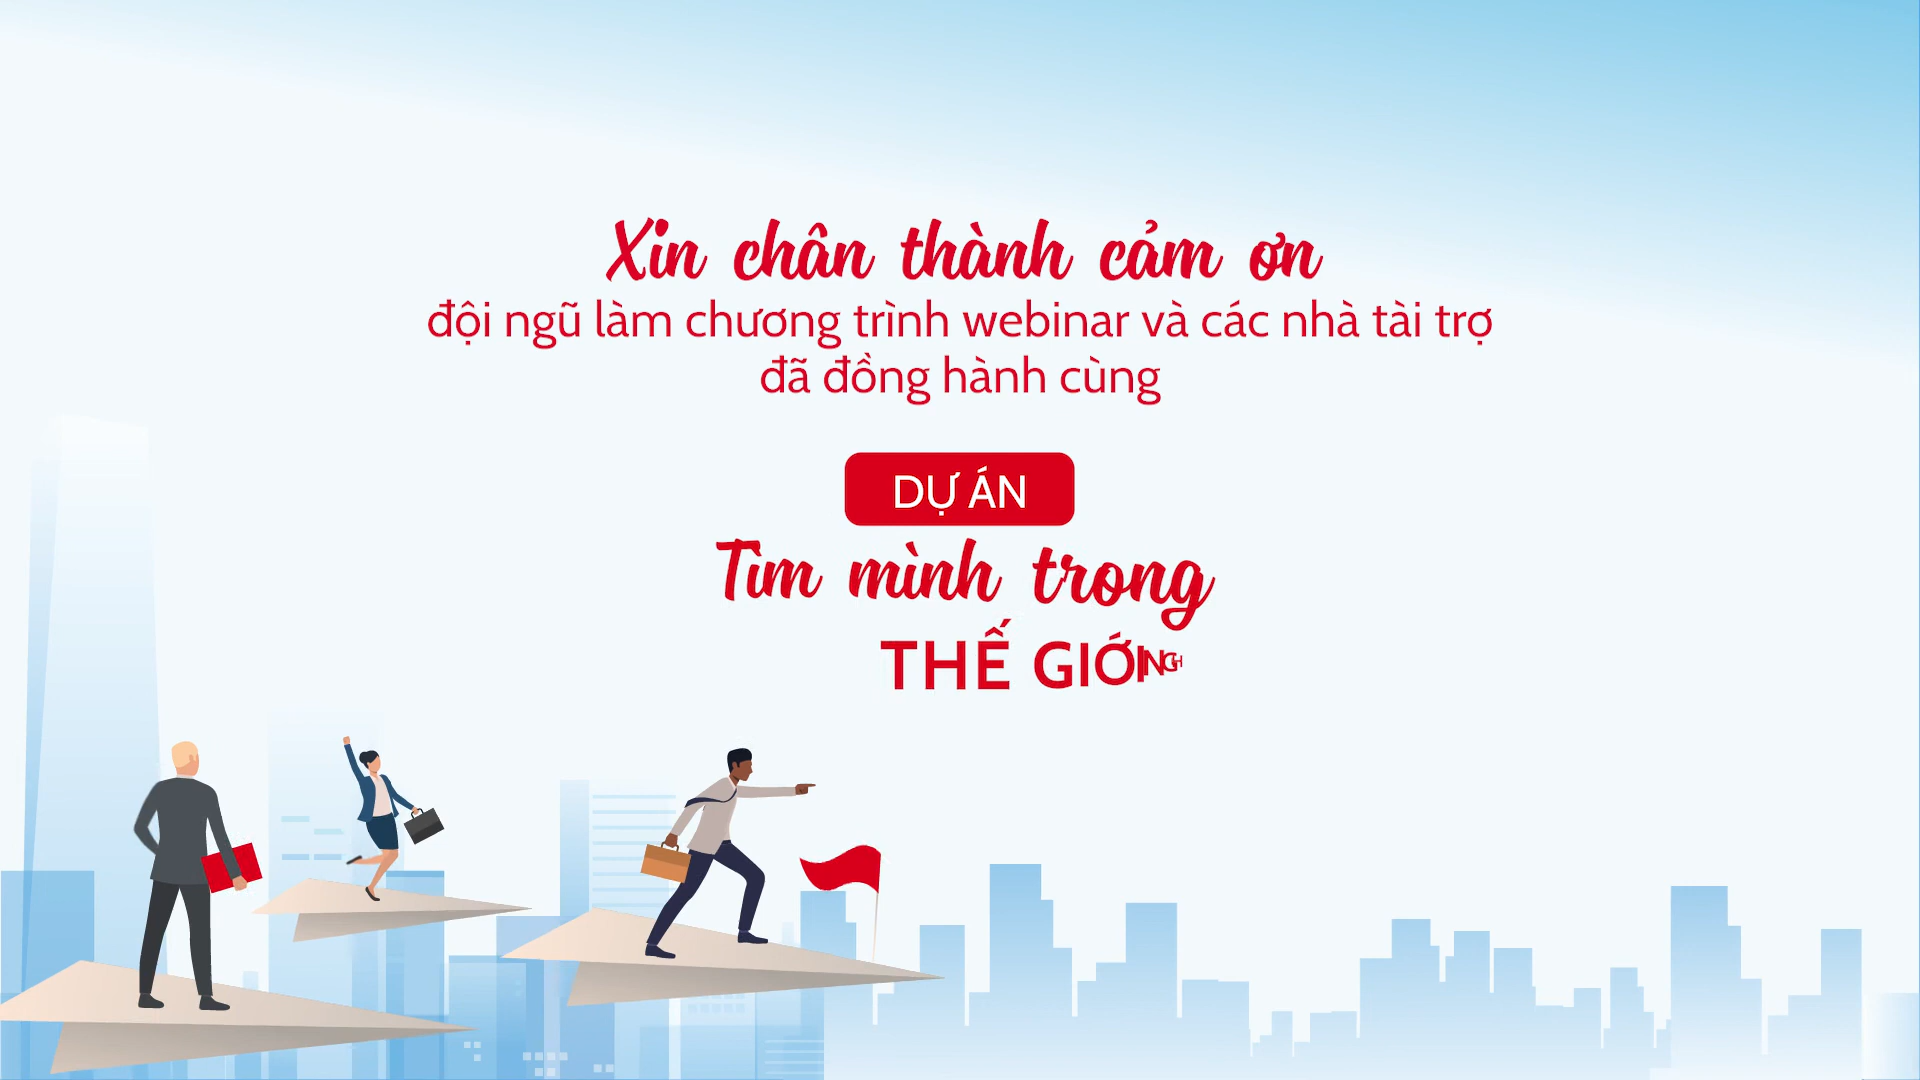 Xin chân thành cảm ơn
đội ngũ làm chương trình webinar và các nhà tài trợ
đã đồng hành cùng
DỰ ÁN
Tìm mình trong
THẾ GIỚI